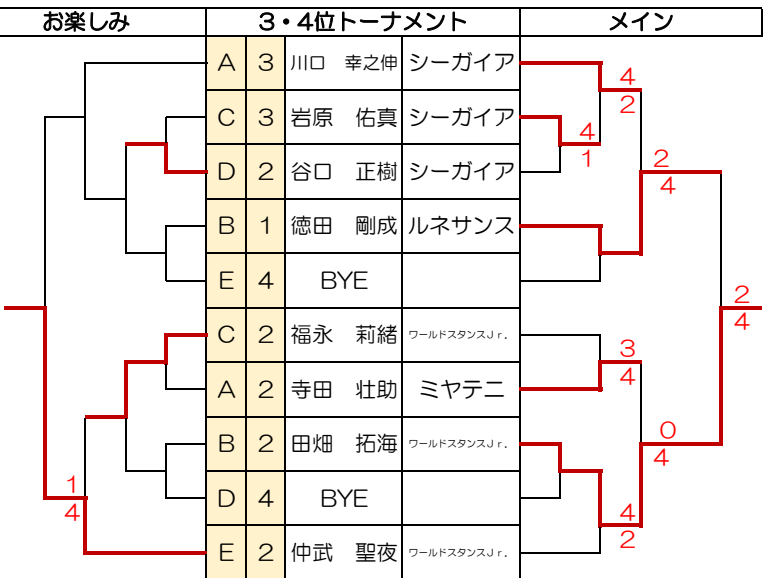 お楽しみ 3・4位トーナメント メイン
A 3 川口 幸之伸 シーガイア
4
2
C 3 岩原 佑真 シーガイア
4
1
D 2 谷口 正樹 シーガイア
2
4
B 1 徳田 剛成 ルネサンス
E 4 BYE
2
4
C 2 福永 莉緒 ワールドスタンスJr.
3
4
A 2 寺田 壮助 ミヤテニ
B 2 田畑 拓海 ワールドスタンスJr.
0
4
D 4 BYE
1
4
4
2
E 2 仲武 聖夜 ワールドスタンスJr.